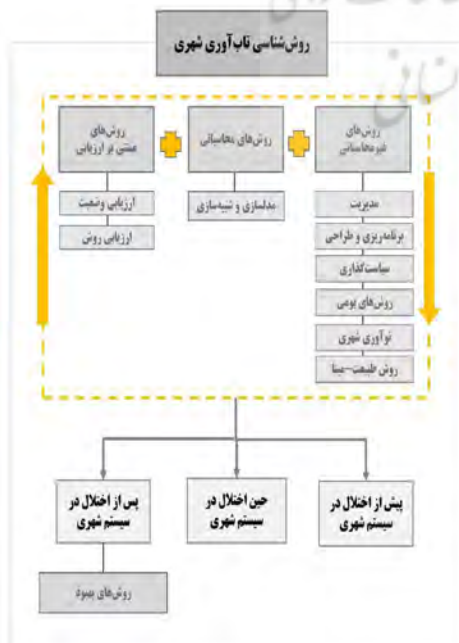 روش‌شناسی تاب‌آوری شهری
روش‌های
غیرمحاسباتی
روش‌های محاسباتی
روش‌های
مبتنی بر ارزیابی
مدیریت
برنامه‌ریزی و طراحی
سیاست‌گذاری
روش‌های بومی
نوآوری شهری
روش طبیعت-مبنا
مدلسازی و شبیه‌سازی
ارزیابی وضعیت
ارزیابی روش
پیش از اختلال در
سیستم شهری
حین اختلال در
سیستم شهری
پس از اختلال در
سیستم شهری
روش‌های بهبود